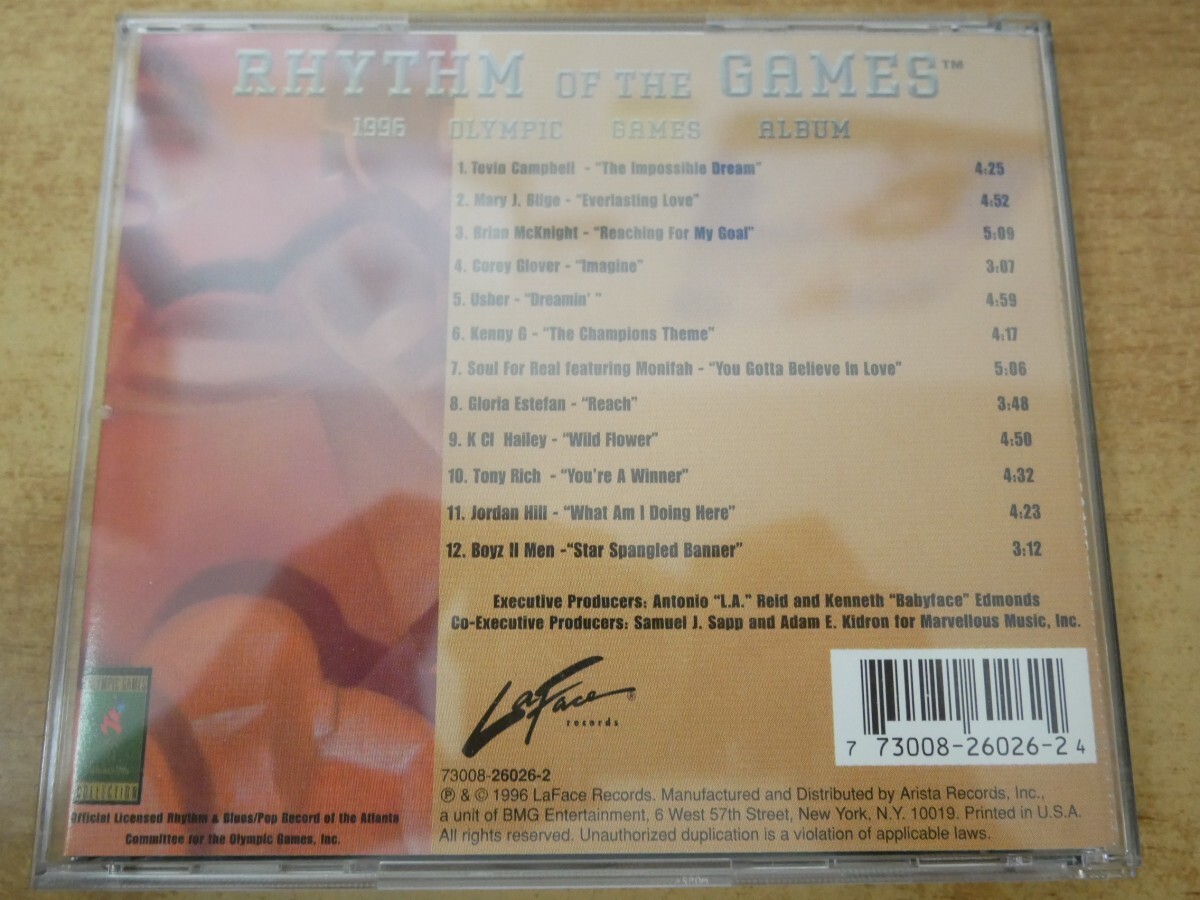 RHYTHM OF THE GAMES™
1996 OLYMPIC GAMES ALBUM
1. Tevin Campbell - “The Impossible Dream” 4:25
2. Mary J. Blige - “Everlasting Love” 4:52
3. Brian McKnight - “Reaching For My Goal” 5:09
4. Corey Glover - “Imagine” 3:07
5. Usher - “Dreamin’ ” 4:59
6. Kenny G - “The Champions Theme” 4:17
7. Soul For Real featuring Monifah - “You Gotta Believe In Love” 5:06
8. Gloria Estefan - “Reach” 3:48
9. K CI Hailey - “Wild Flower” 4:50
10. Tony Rich - “You’re A Winner” 4:32
11. Jordan Hill - “What Am I Doing Here” 4:23
12. Boyz II Men -“Star Spangled Banner” 3:12
Executive Producers: Antonio “L.A.” Reid and Kenneth “Babyface” Edmonds
Co-Executive Producers: Samuel J. Sapp and Adam E. Kidron for Marvellous Music, Inc.
LaFace®
records
7 73008-26026-2 4
OLYMPIC GAMES
COLLECTION
Official Licensed Rhythm & Blues/Pop Record of the Atlanta
Committee for the Olympic Games, Inc.
73008-26026-2
℗ & © 1996 LaFace Records. Manufactured and Distributed by Arista Records, Inc.,
a unit of BMG Entertainment, 6 West 57th Street, New York, N.Y. 10019. Printed in U.S.A.
All rights reserved. Unauthorized duplication is a violation of applicable laws.